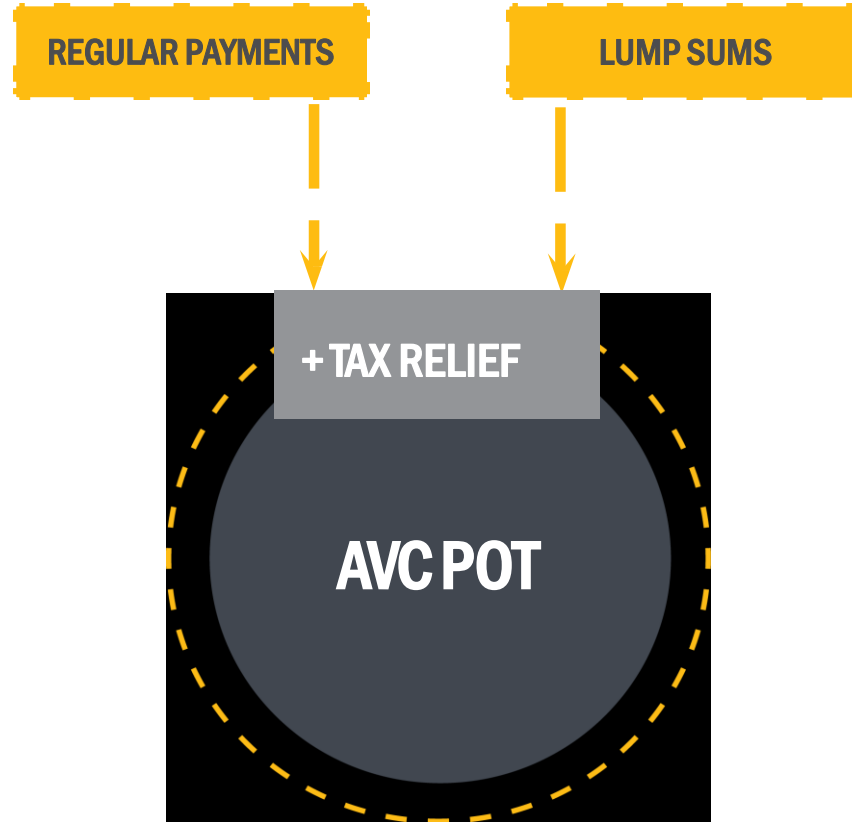 REGULAR PAYMENTS
LUMP SUMS
+ TAX RELIEF
AVC POT